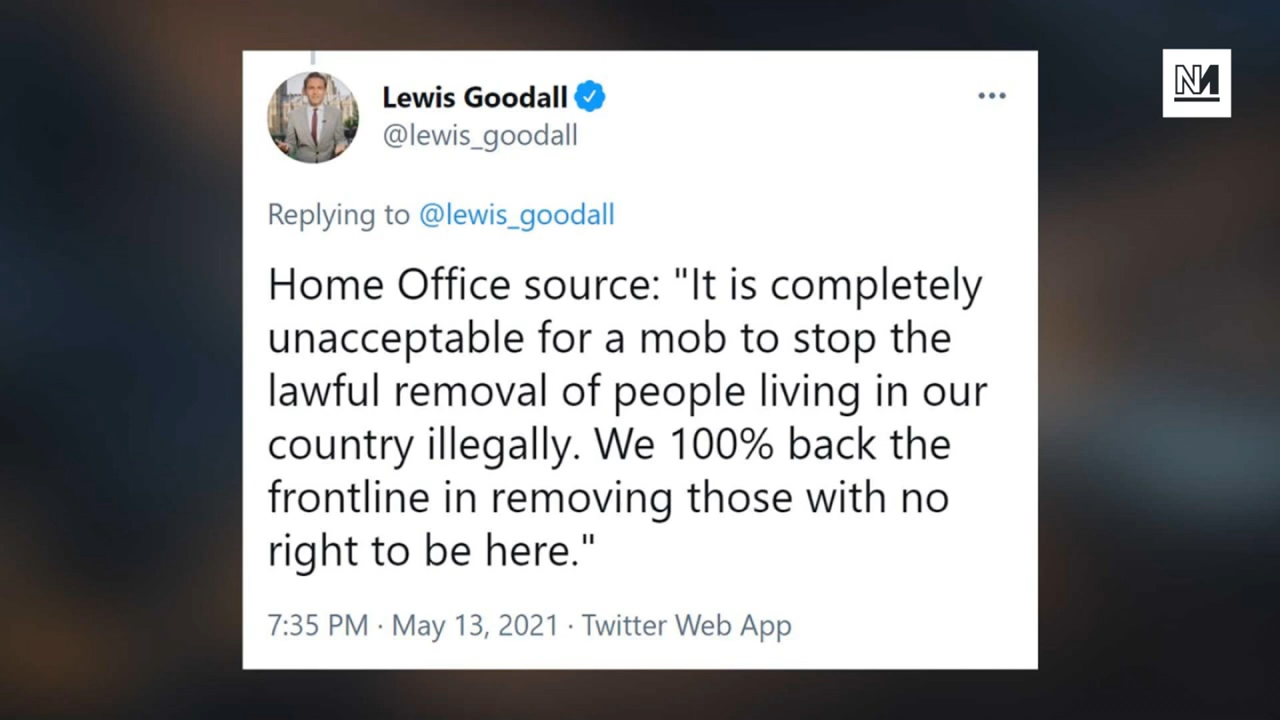 Lewis Goodall
@lewis_goodall
Replying to @lewis_goodall
Home Office source: "It is completely
unacceptable for a mob to stop the
lawful removal of people living in our
country illegally. We 100% back the
frontline in removing those with no
right to be here."
7:35 PM · May 13, 2021 · Twitter Web App
NM